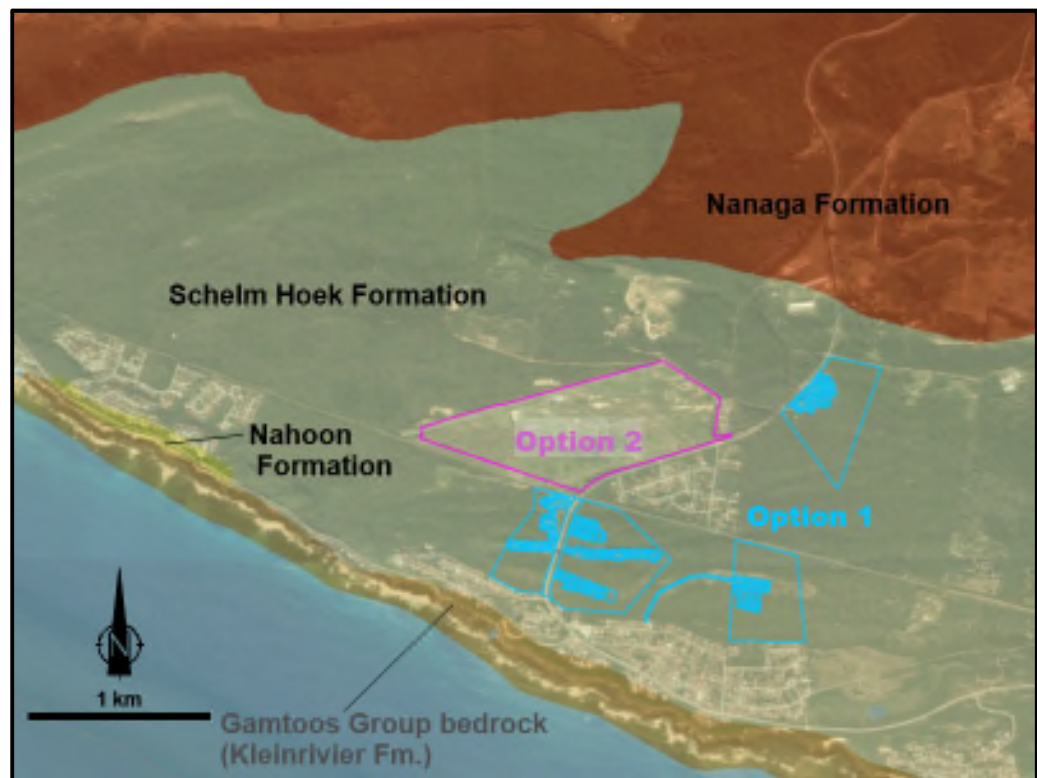 Nanaga Formation
Schelm Hoek Formation
Option 2
Nahoon
Formation
Option 1
N
1 km
Gamtoos Group bedrock
(Kleinrivier Fm.)